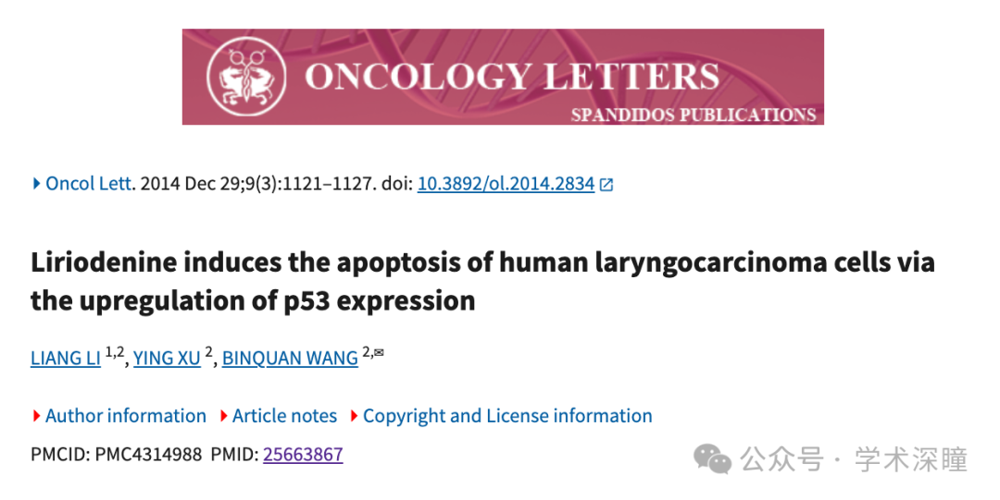 ONCOLOGY LETTERS
SPANDIDOS PUBLICATIONS
Oncol Lett. 2014 Dec 29;9(3):1121–1127. doi: 10.3892/ol.2014.2834
Liriodenine induces the apoptosis of human laryngocarcinoma cells via
the upregulation of p53 expression
LIANG LI 1,2, YING XU 2, BINQUAN WANG 2,✉
Author information Article notes Copyright and License information
PMCID: PMC4314988 PMID: 25663867
公众号 · 学术深瞳